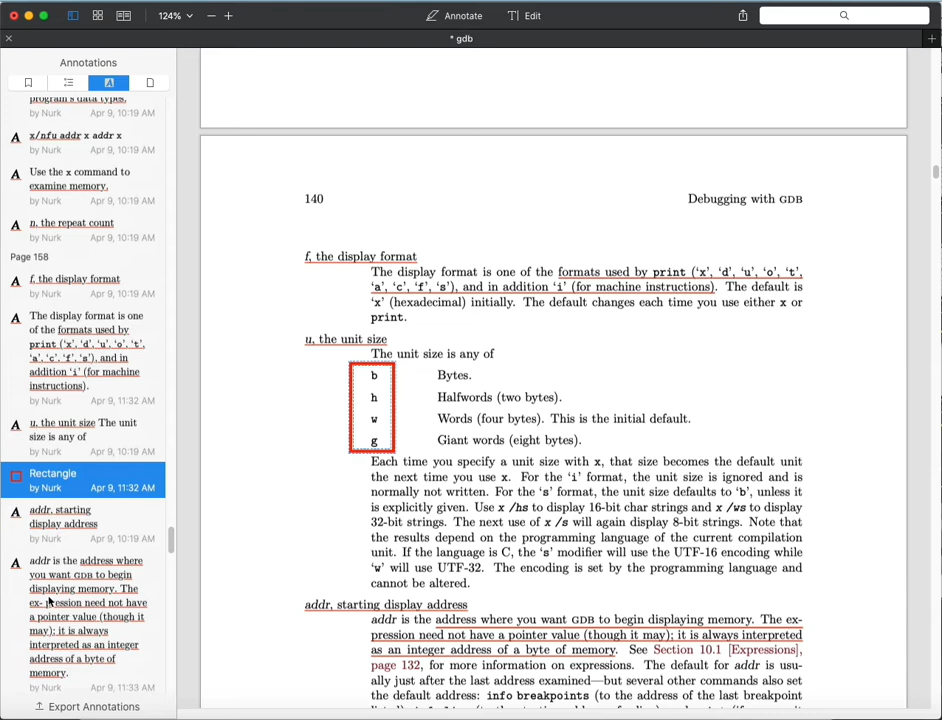 124%
Annotate
Edit
* gdb
Annotations
program's data types.
by Nurk Apr 9, 10:19 AM
x/nfu addr x addr x
by Nurk Apr 9, 10:19 AM
Use the x command to
examine memory.
by Nurk Apr 9, 10:19 AM
n, the repeat count
by Nurk Apr 9, 10:19 AM
Page 158
f, the display format
by Nurk Apr 9, 10:19 AM
The display format is one
of the formats used by
print ('x', 'd', 'u', 'o', 't',
'a', 'c', 'f', 's'), and in
addition 'i' (for machine
instructions).
by Nurk Apr 9, 11:32 AM
u, the unit size The unit
size is any of
by Nurk Apr 9, 10:19 AM
Rectangle
by Nurk Apr 9, 11:32 AM
addr, starting
display address
by Nurk Apr 9, 10:19 AM
addr is the address where
you want GDB to begin
displaying memory. The
ex- pression need not have
a pointer value (though it
may); it is always
interpreted as an integer
address of a byte of
memory.
by Nurk Apr 9, 11:33 AM
Export Annotations
140 Debugging with GDB
f, the display format
The display format is one of the formats used by print ('x', 'd', 'u', 'o', 't',
'a', 'c', 'f', 's'), and in addition 'i' (for machine instructions). The default is
'x' (hexadecimal) initially. The default changes each time you use either x or
print.
u, the unit size
The unit size is any of
b Bytes.
h Halfwords (two bytes).
w Words (four bytes). This is the initial default.
g Giant words (eight bytes).
Each time you specify a unit size with x, that size becomes the default unit
the next time you use x. For the 'i' format, the unit size is ignored and is
normally not written. For the 's' format, the unit size defaults to 'b', unless it
is explicitly given. Use x /hs to display 16-bit char strings and x /ws to display
32-bit strings. The next use of x /s will again display 8-bit strings. Note that
the results depend on the programming language of the current compilation
unit. If the language is C, the 's' modifier will use the UTF-16 encoding while
'w' will use UTF-32. The encoding is set by the programming language and
cannot be altered.
addr, starting display address
addr is the address where you want GDB to begin displaying memory. The ex-
pression need not have a pointer value (though it may); it is always interpreted
as an integer address of a byte of memory. See Section 10.1 [Expressions],
page 132, for more information on expressions. The default for addr is usu-
ally just after the last address examined—but several other commands also set
the default address: info breakpoints (to the address of the last breakpoint